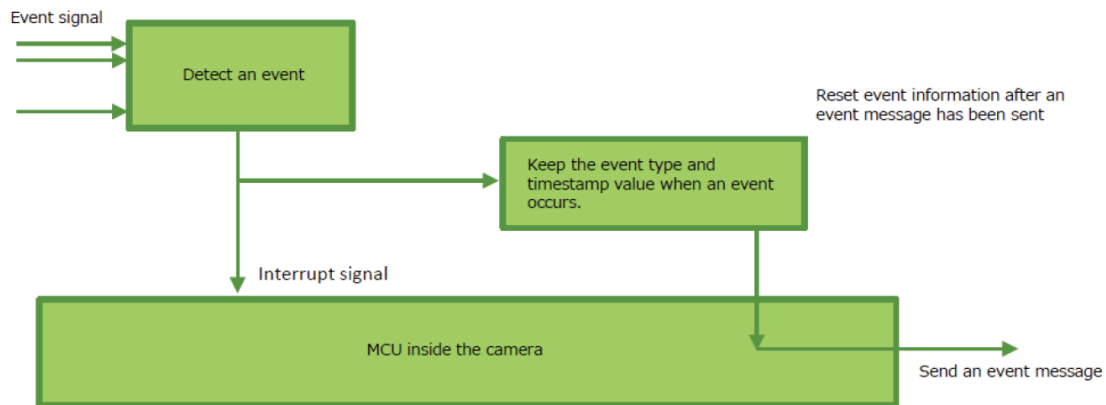 Event signal
Detect an event
Reset event information after an
event message has been sent
Keep the event type and
timestamp value when an event
occurs.
Interrupt signal
MCU inside the camera
Send an event message